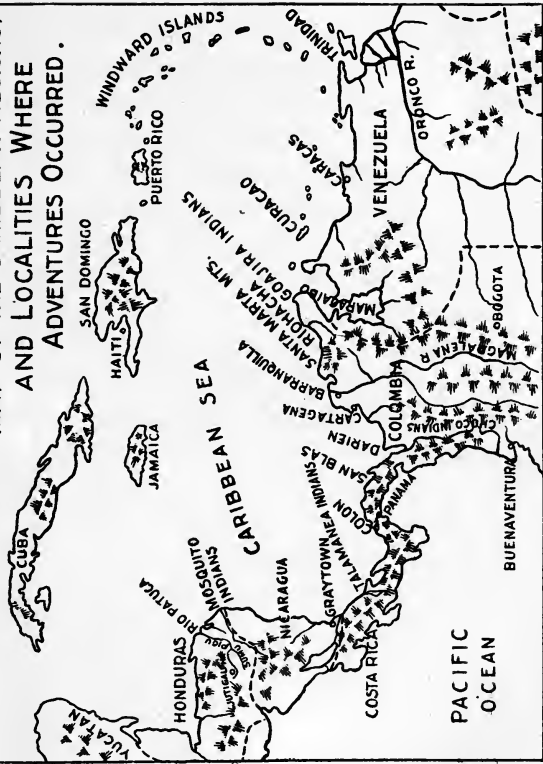 AND LOCALITIES WHERE
ADVENTURES OCCURRED.
WINDWARD ISLANDS
TRINIDAD
PUERTO RICO
SAN DOMINGO
HAITI
CUBA
JAMAICA
YUCATAN
CARIBBEAN SEA
CURACAO
CARACAS
ORONCO R.
VENEZUELA
GOAJIRA INDIANS
RIOHACHA
SANTA MARTA MTS.
MARACAIBO
BARRANQUILLA
CARTAGENA
COLOMBIA
MAGDALENA R
BOGOTA
CHOCO INDIANS
DARIEN
SAN BLAS
PANAMA
COLON
BUENAVENTURA
TALAMANEA INDIANS
GRAYTOWN
COSTA RICA
NICARAGUA
MOSQUITO
INDIANS
RIO PATUCA
HONDURAS
SUMU
PACIFIC
OCEAN